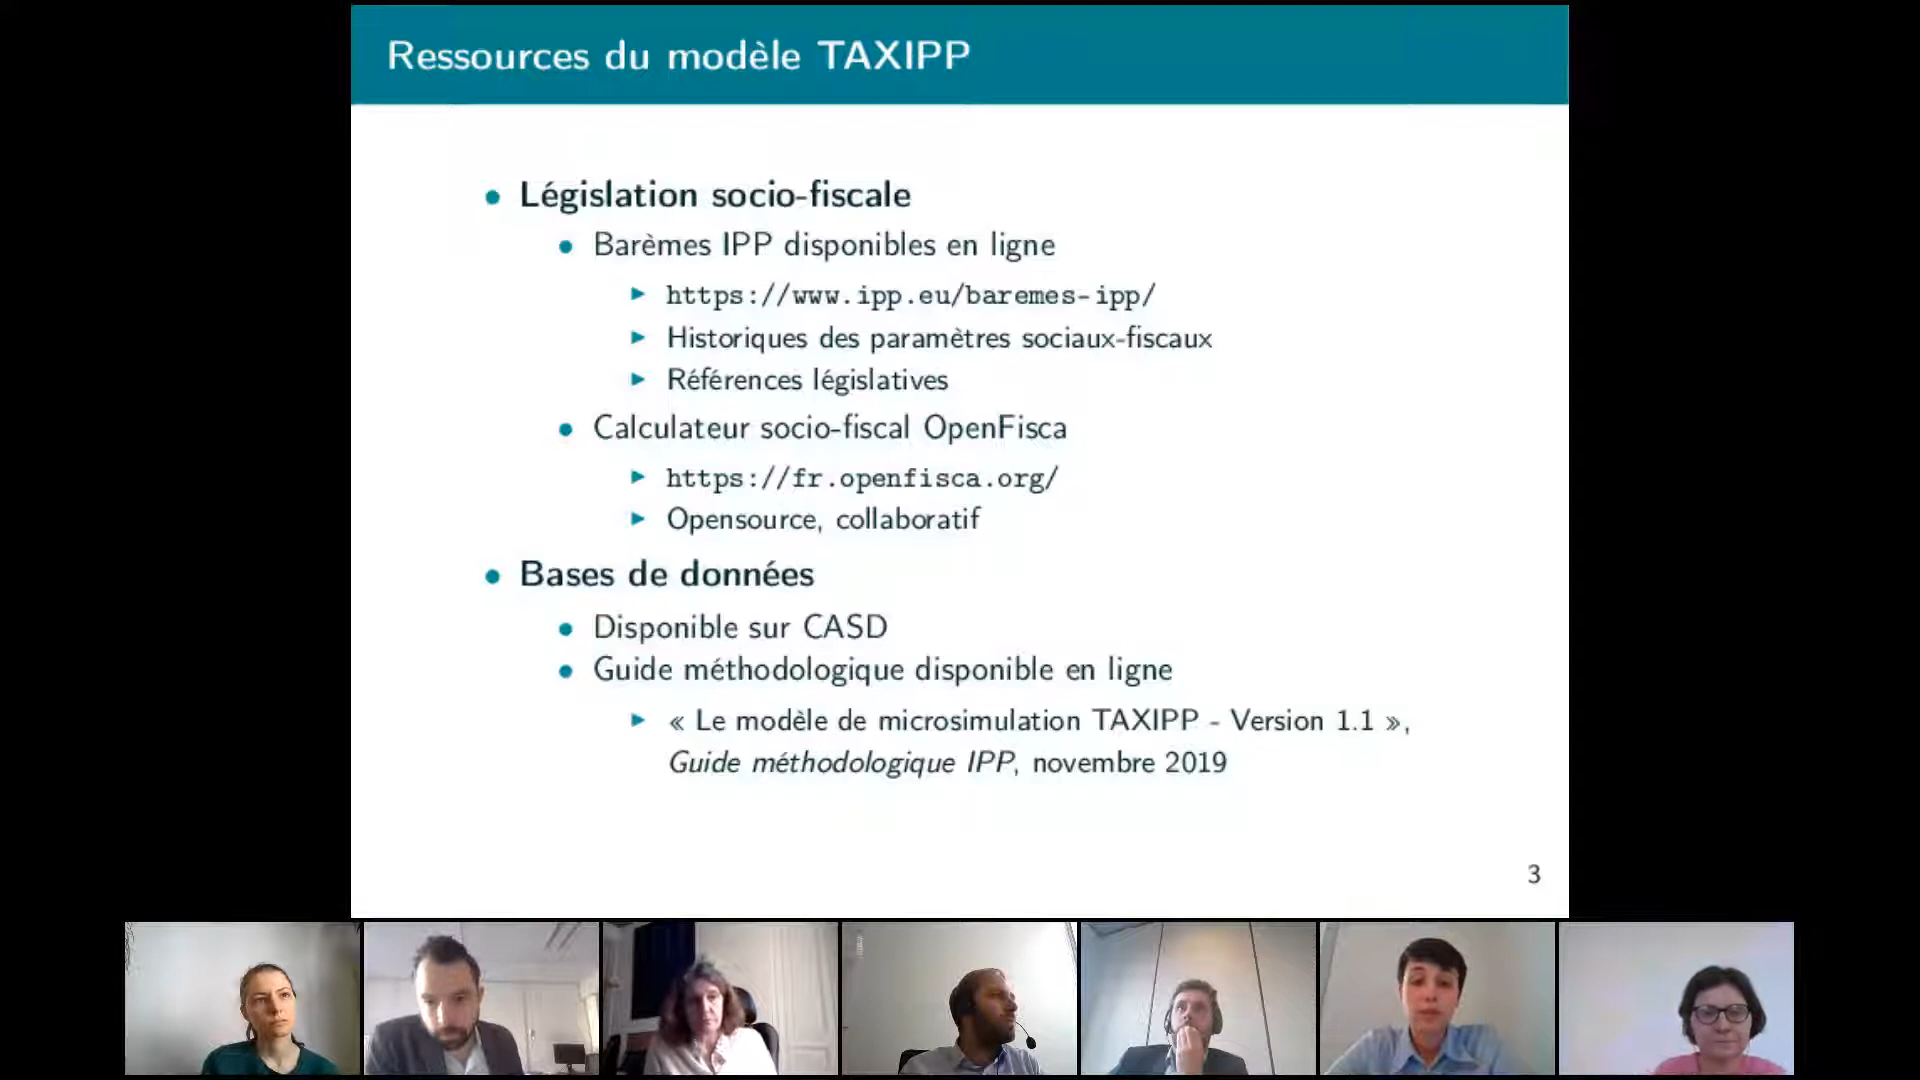 Ressources du modèle TAXIPP
• Législation socio-fiscale
• Barèmes IPP disponibles en ligne
▶ https://www.ipp.eu/baremes-ipp/
▶ Historiques des paramètres sociaux-fiscaux
▶ Références législatives
• Calculateur socio-fiscal OpenFisca
▶ https://fr.openfisca.org/
▶ Opensource, collaboratif
• Bases de données
• Disponible sur CASD
• Guide méthodologique disponible en ligne
▶ « Le modèle de microsimulation TAXIPP - Version 1.1 »,
Guide méthodologique IPP, novembre 2019
3